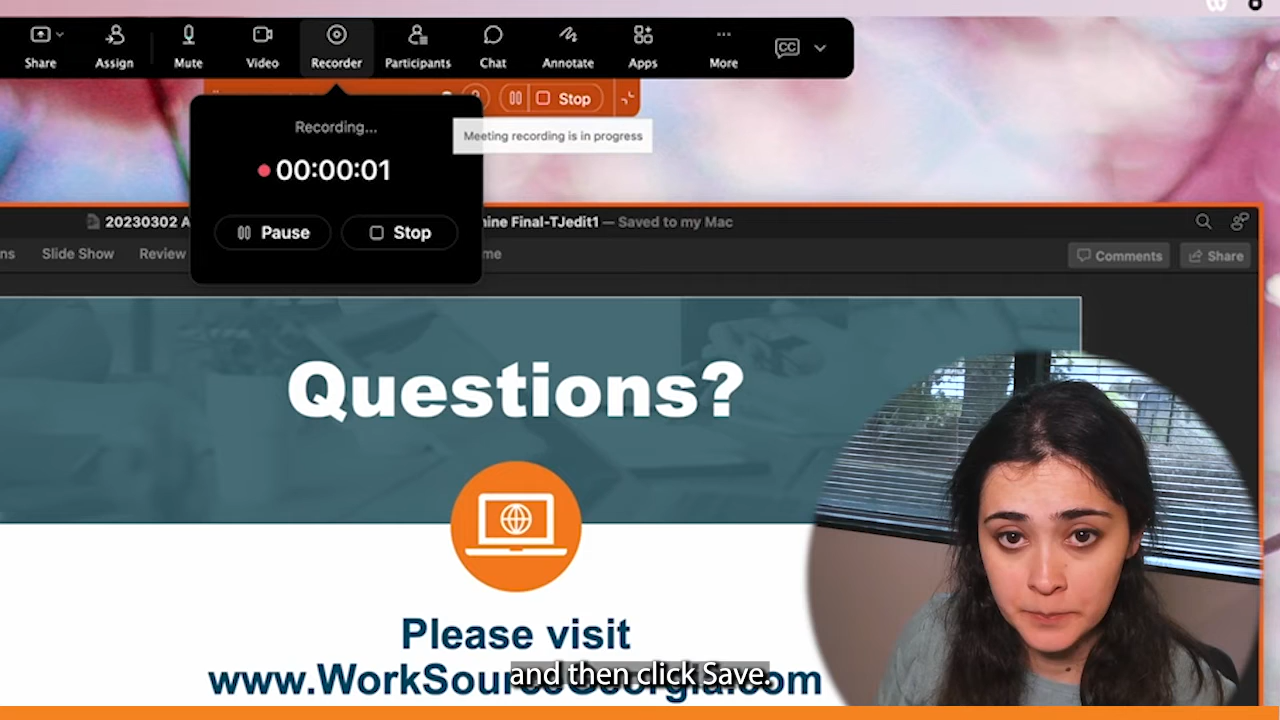 Share
Assign
Mute
Video
Recorder
Participants
Chat
Annotate
Apps
More
CC
Stop
Recording...
Meeting recording is in progress
00:00:01
Pause
Stop
20230302 A
nine Final-TJedit1 — Saved to my Mac
ns
Slide Show
Review
me
Comments
Share
Questions?
Please visit
www.WorkSourceGeorgia.com
and then click Save.